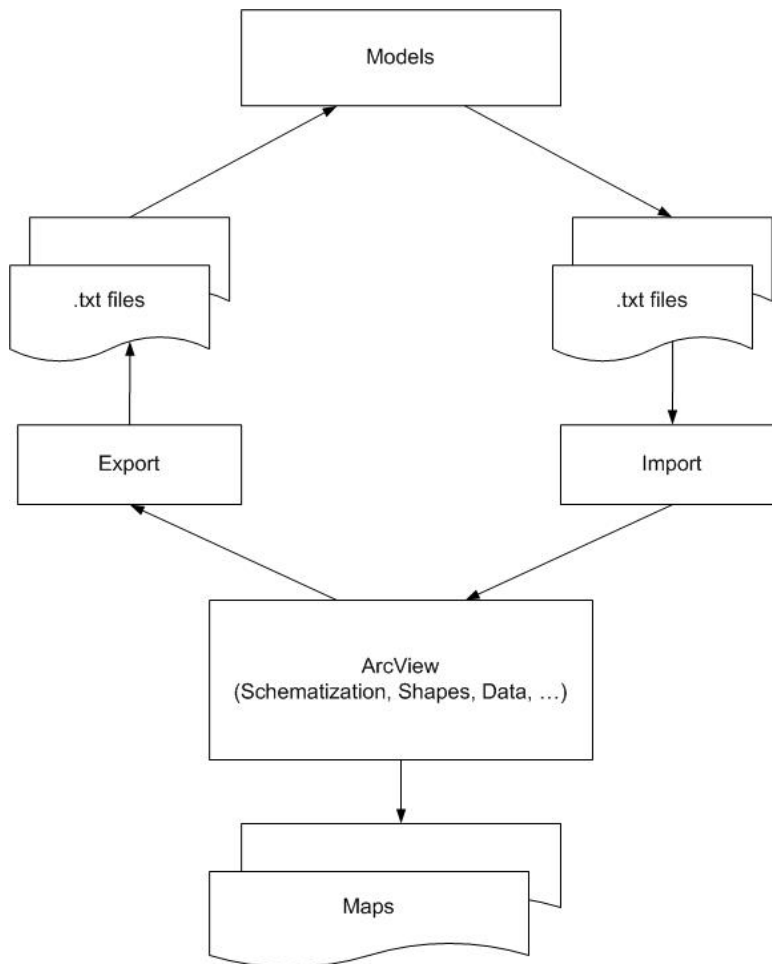 Models
.txt files
.txt files
Export
Import
ArcView
(Schematization, Shapes, Data, …)
Maps